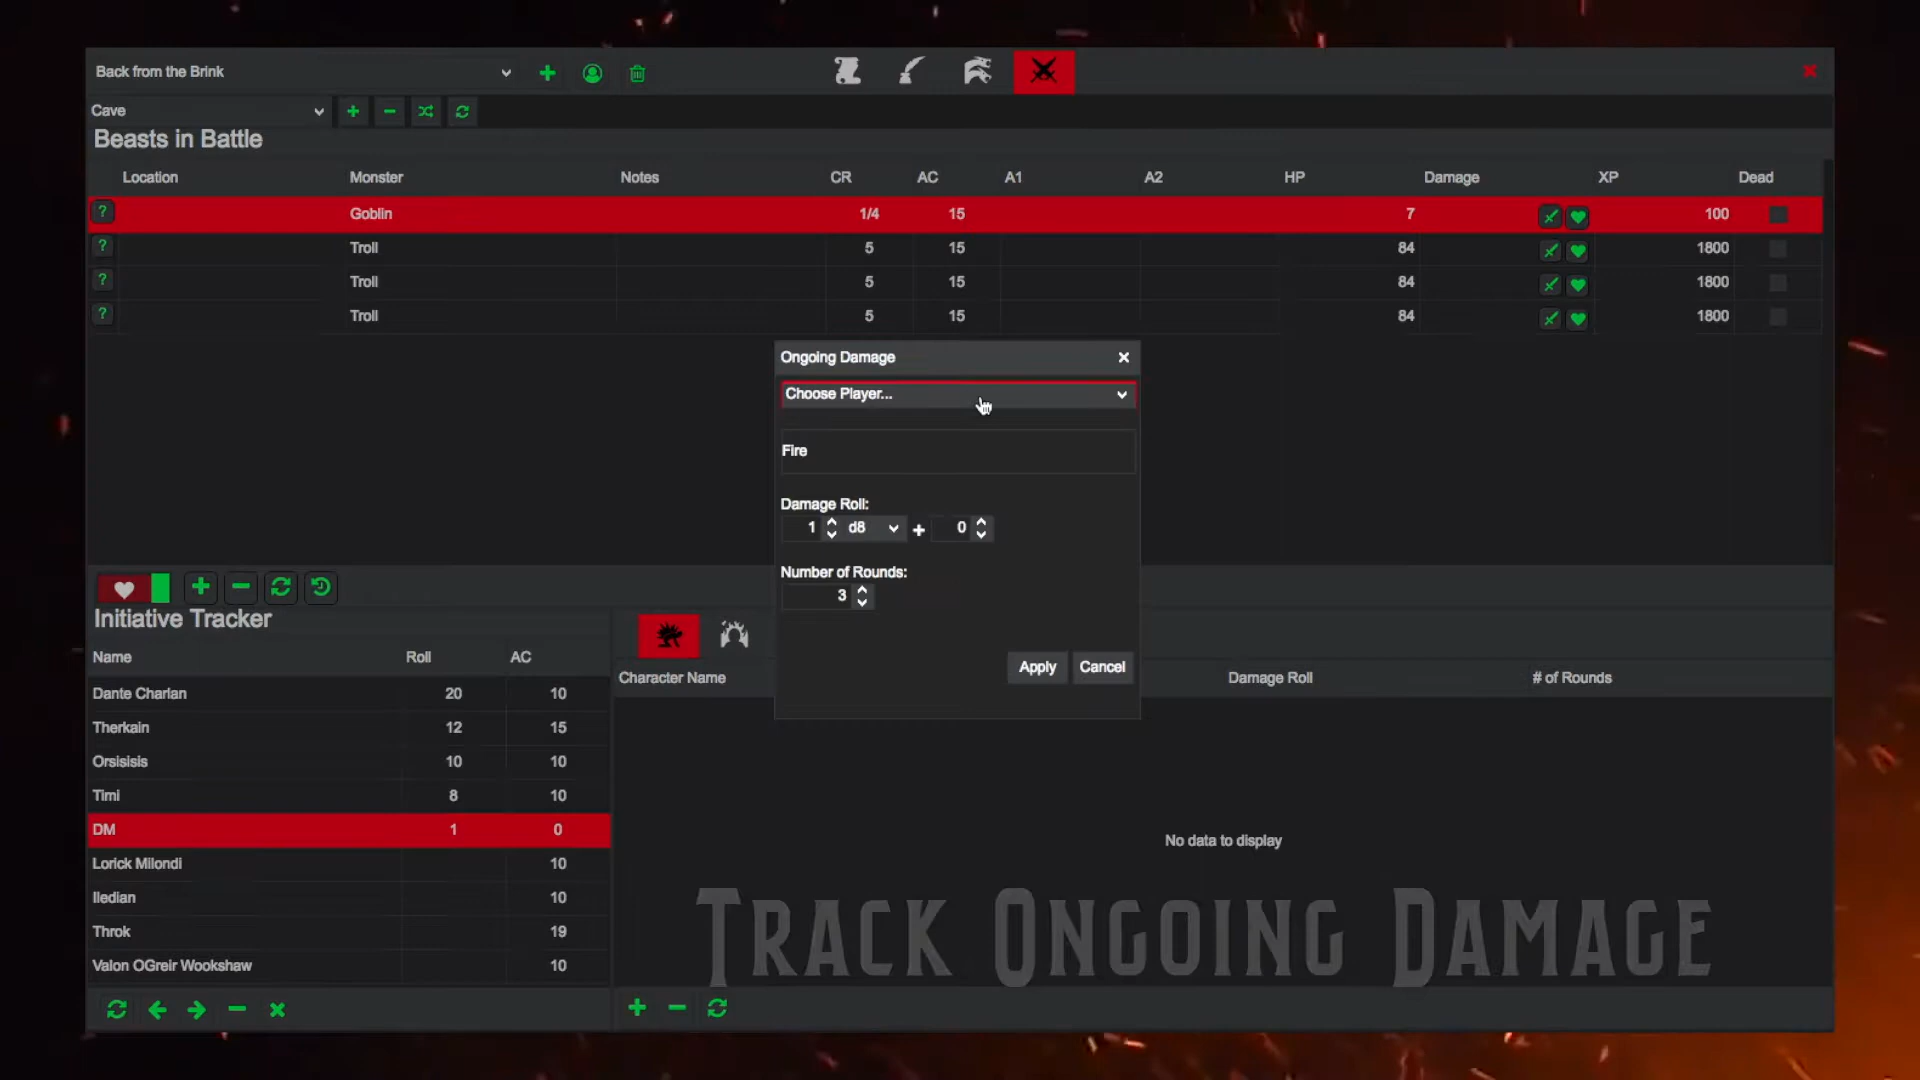 Back from the Brink
Cave
Beasts in Battle
Location Monster Notes CR AC A1 A2 HP Damage XP Dead
? Goblin 1/4 15 7 100
? Troll 5 15 84 1800
? Troll 5 15 84 1800
? Troll 5 15 84 1800
Ongoing Damage
Choose Player...
Fire
Damage Roll:
1 d8 + 0
Number of Rounds:
3
Apply Cancel
Initiative Tracker
Name Roll AC
Dante Charlan 20 10
Therkain 12 15
Orsisisis 10 10
Timi 8 10
DM 1 0
Lorick Milondi 10
Iledian 10
Throk 19
Valon OGreir Wookshaw 10
Character Name Damage Roll # of Rounds
No data to display
Track Ongoing Damage